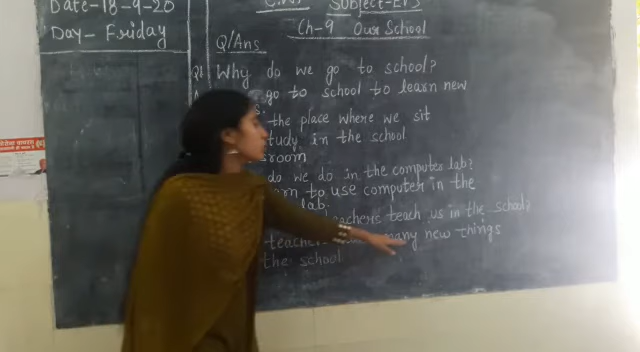 Date-18-9-20
Day- Friday
Subject-EVS
Ch-9 Our School
Q/Ans
Q1 Why do we go to school?
A go to school to learn new
the place where we sit
study in the school
room
do we do in the computer lab?
to use computer in the
lab.
teachers teach us in the school?
teachers many new things
the school